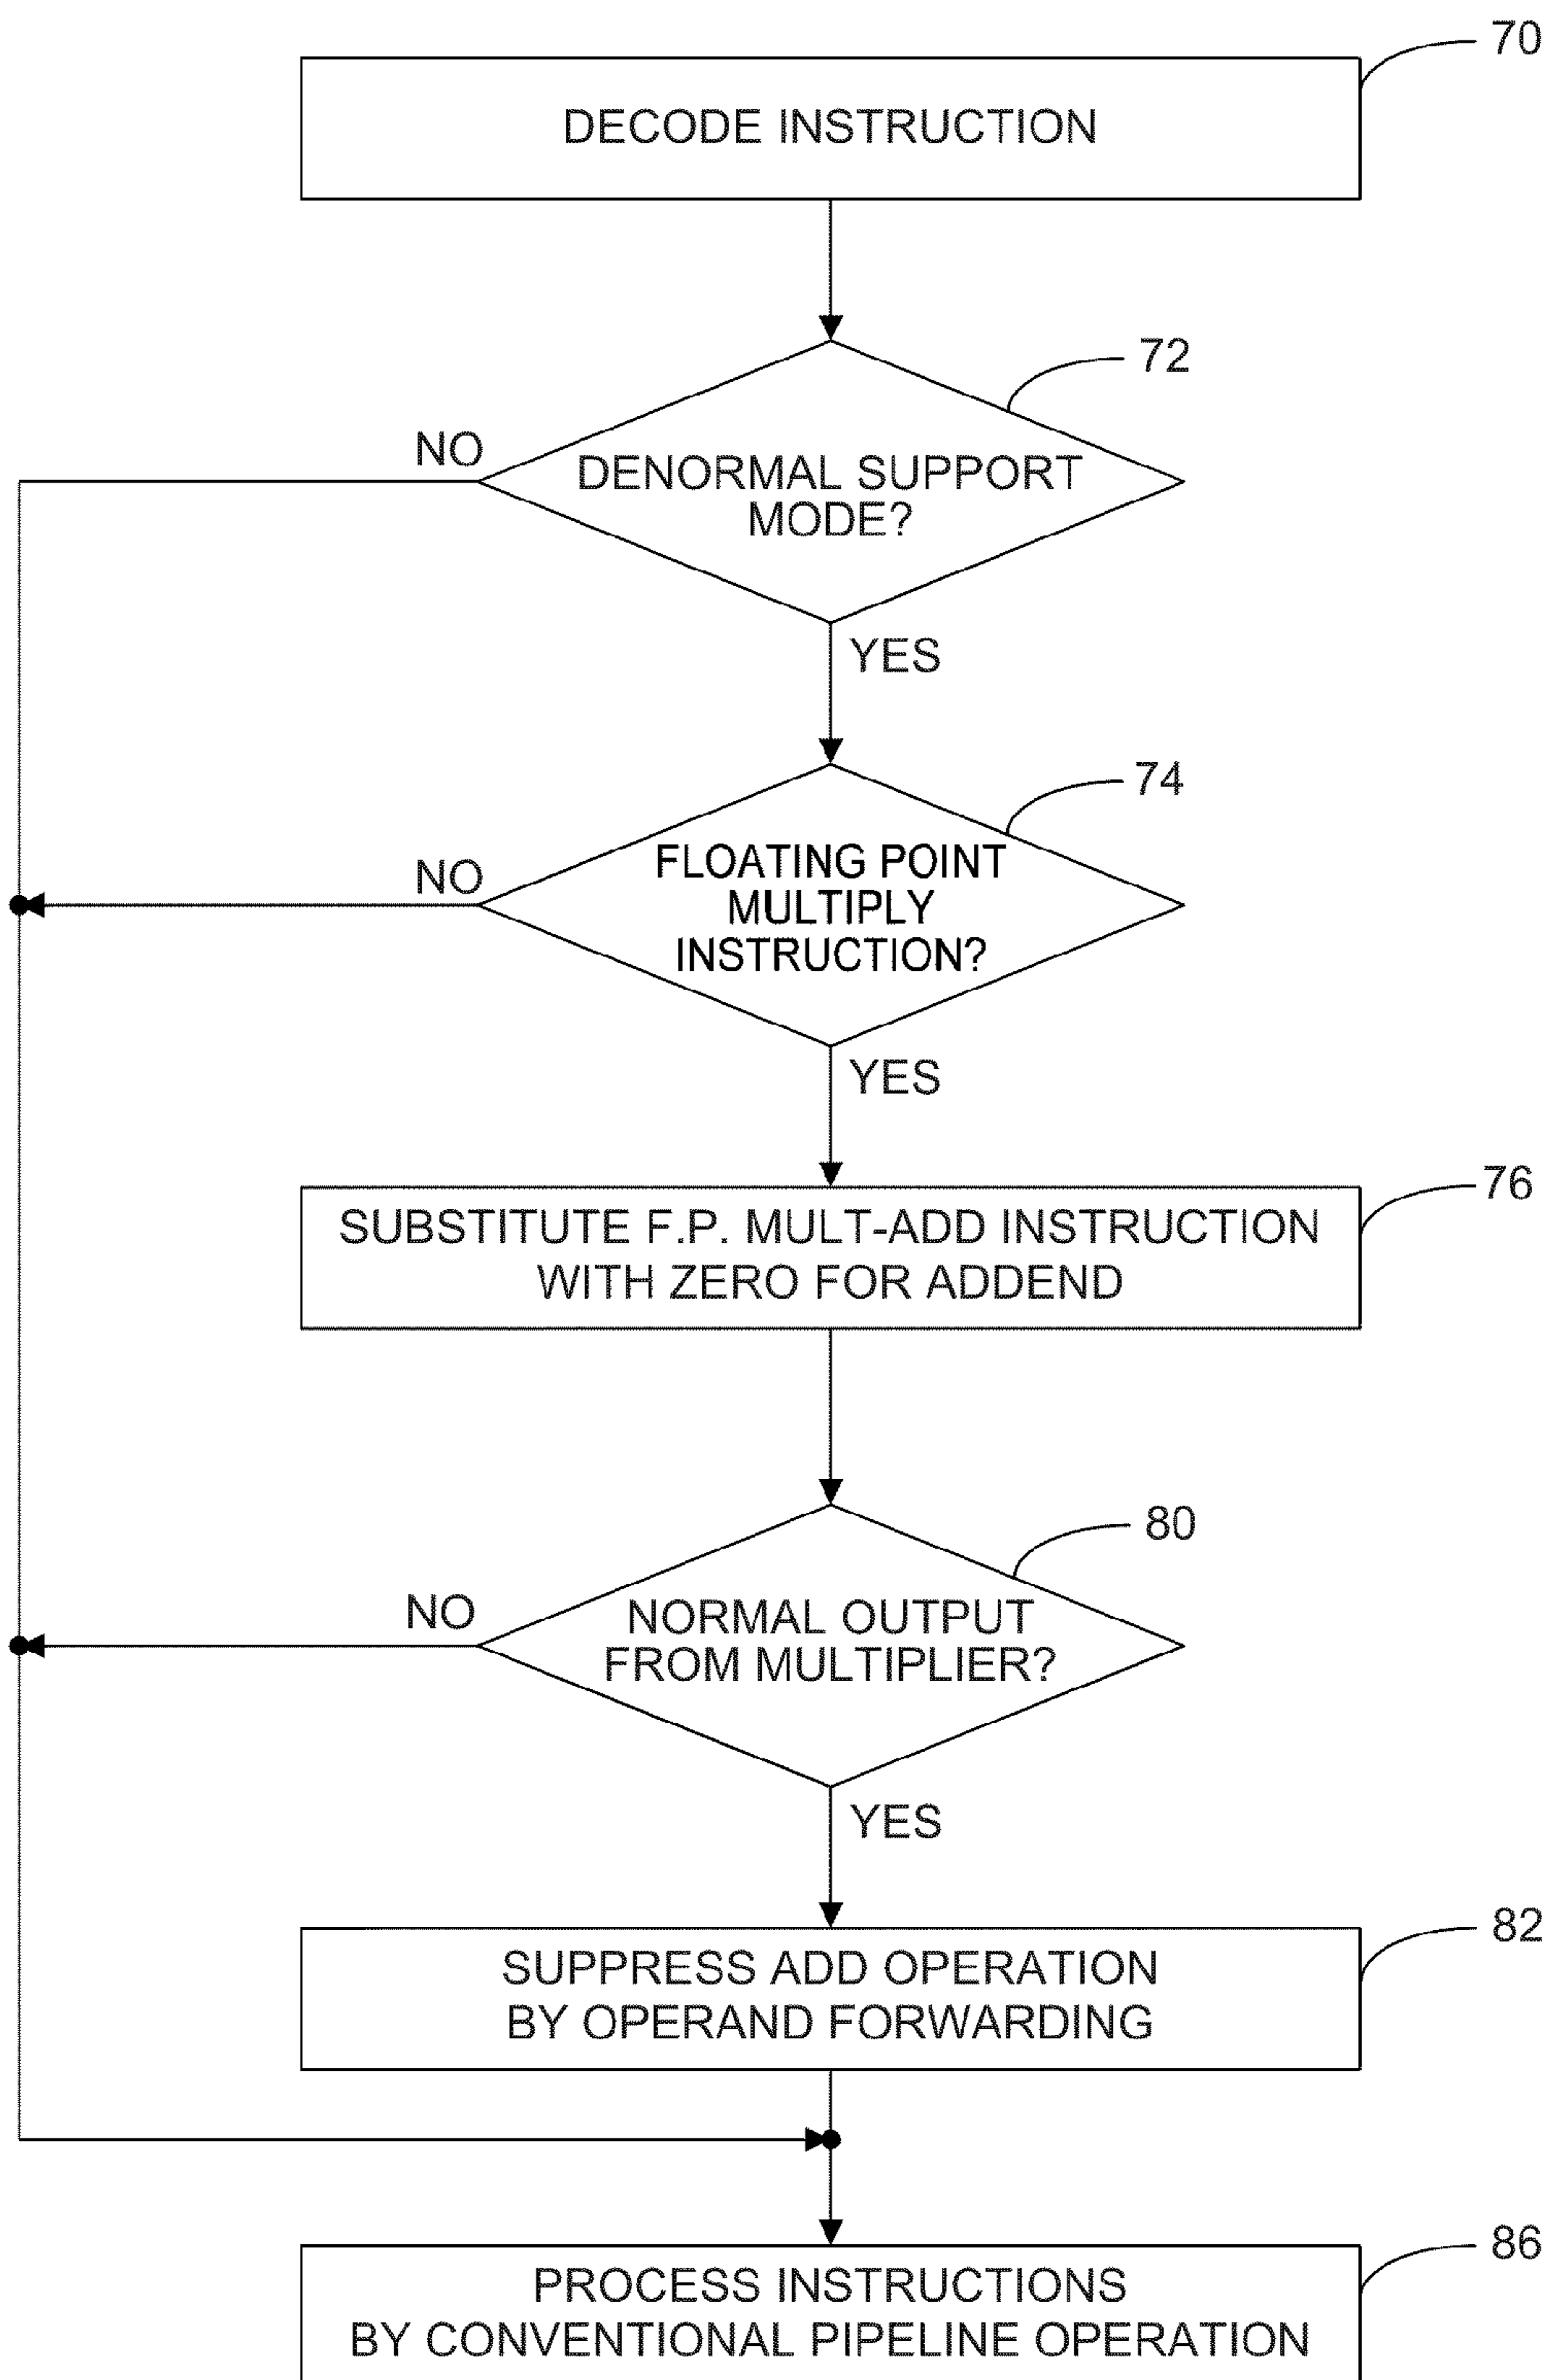 70
DECODE INSTRUCTION
72
NO
DENORMAL SUPPORT
MODE?
YES
74
NO
FLOATING POINT
MULTIPLY
INSTRUCTION?
YES
76
SUBSTITUTE F.P. MULT-ADD INSTRUCTION
WITH ZERO FOR ADDEND
80
NO
NORMAL OUTPUT
FROM MULTIPLIER?
YES
82
SUPPRESS ADD OPERATION
BY OPERAND FORWARDING
86
PROCESS INSTRUCTIONS
BY CONVENTIONAL PIPELINE OPERATION